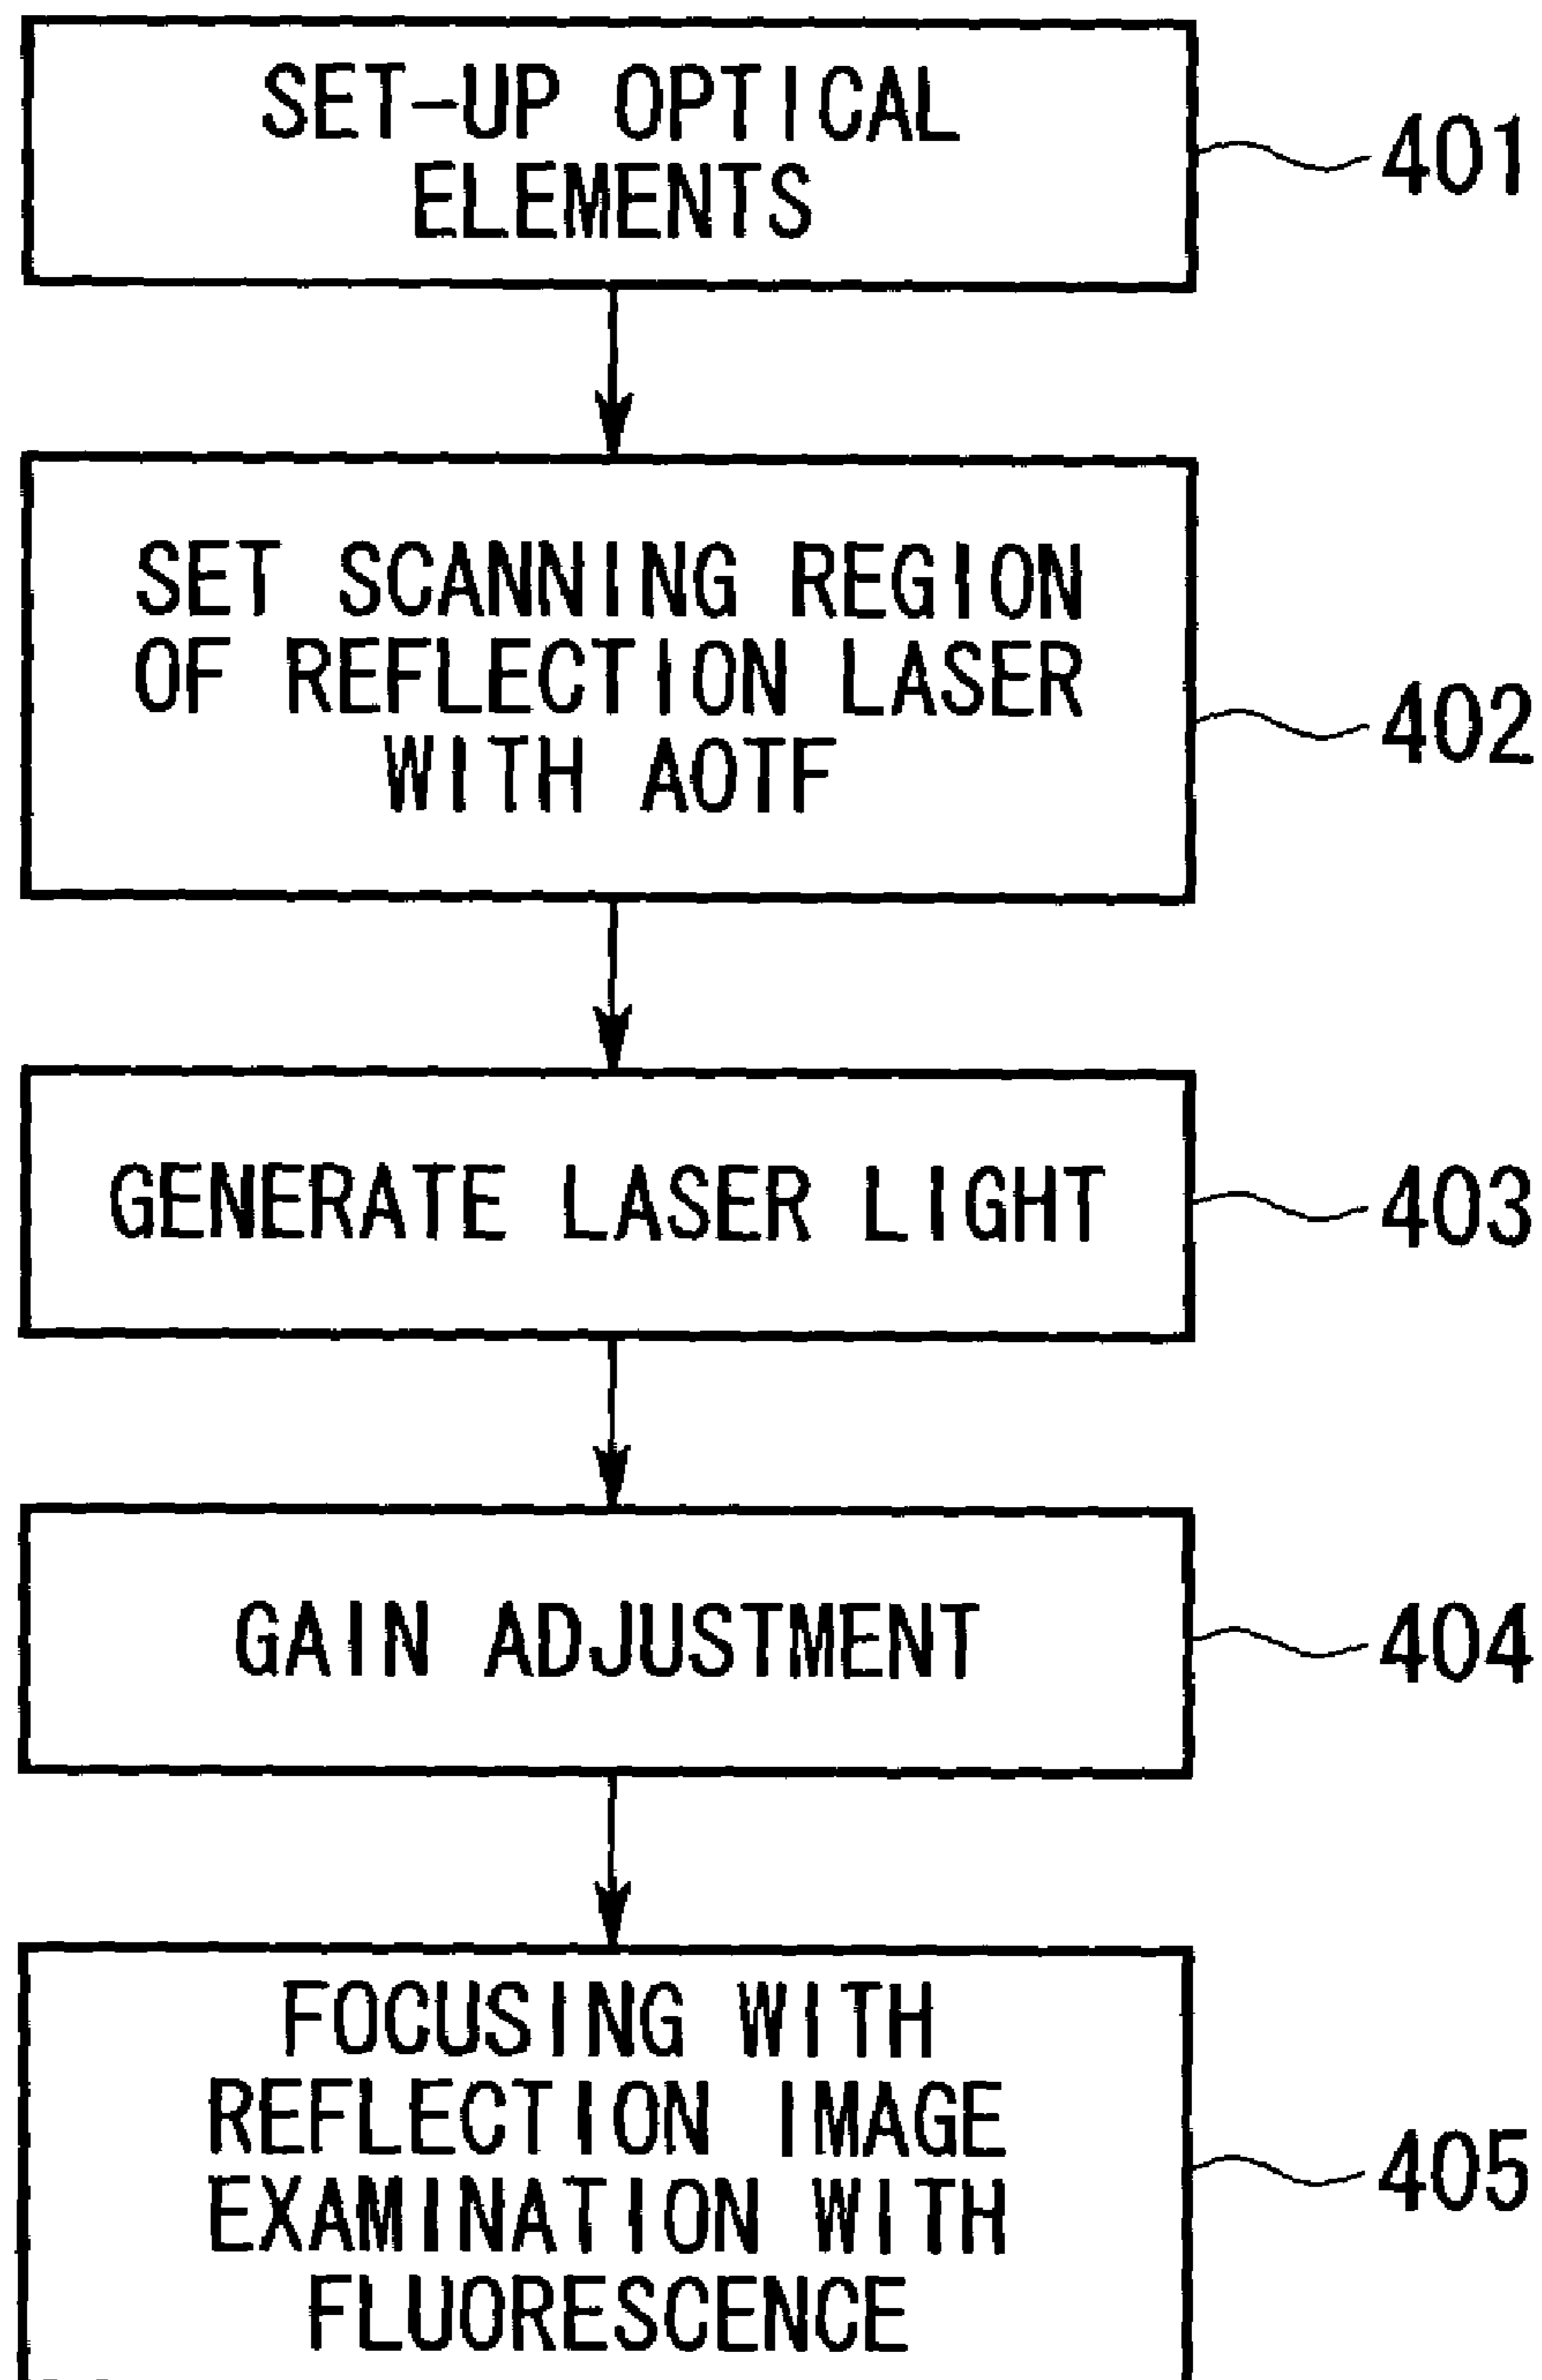 SET-UP OPTICAL
ELEMENTS
401
SET SCANNING REGION
OF REFLECTION LASER
WITH AOTF
402
GENERATE LASER LIGHT
403
GAIN ADJUSTMENT
404
FOCUSING WITH
REFLECTION IMAGE
EXAMINATION WITH
FLUORESCENCE
405